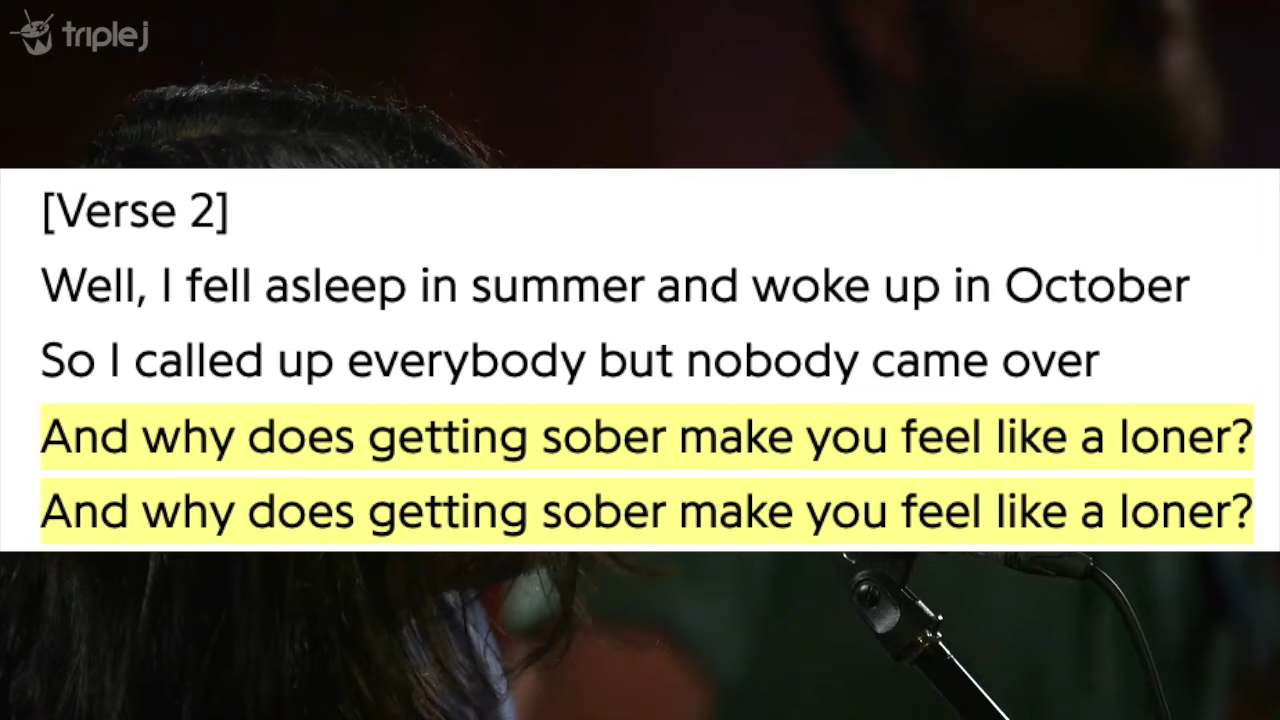 triple j
[Verse 2]
Well, I fell asleep in summer and woke up in October
So I called up everybody but nobody came over
And why does getting sober make you feel like a loner?
And why does getting sober make you feel like a loner?